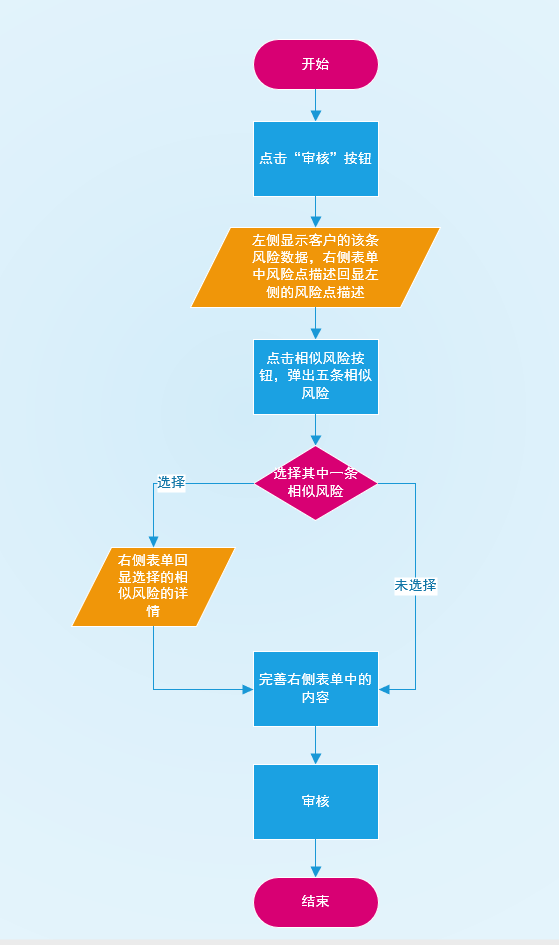 开始
点击“审核”按钮
左侧显示客户的该条
风险数据，右侧表单
中风险点描述回显左
侧的风险点描述
点击相似风险按
钮，弹出五条相似
风险
选择其中一条
相似风险
选择
右侧表单回
显选择的相
似风险的详
情
未选择
完善右侧表单中的
内容
审核
结束